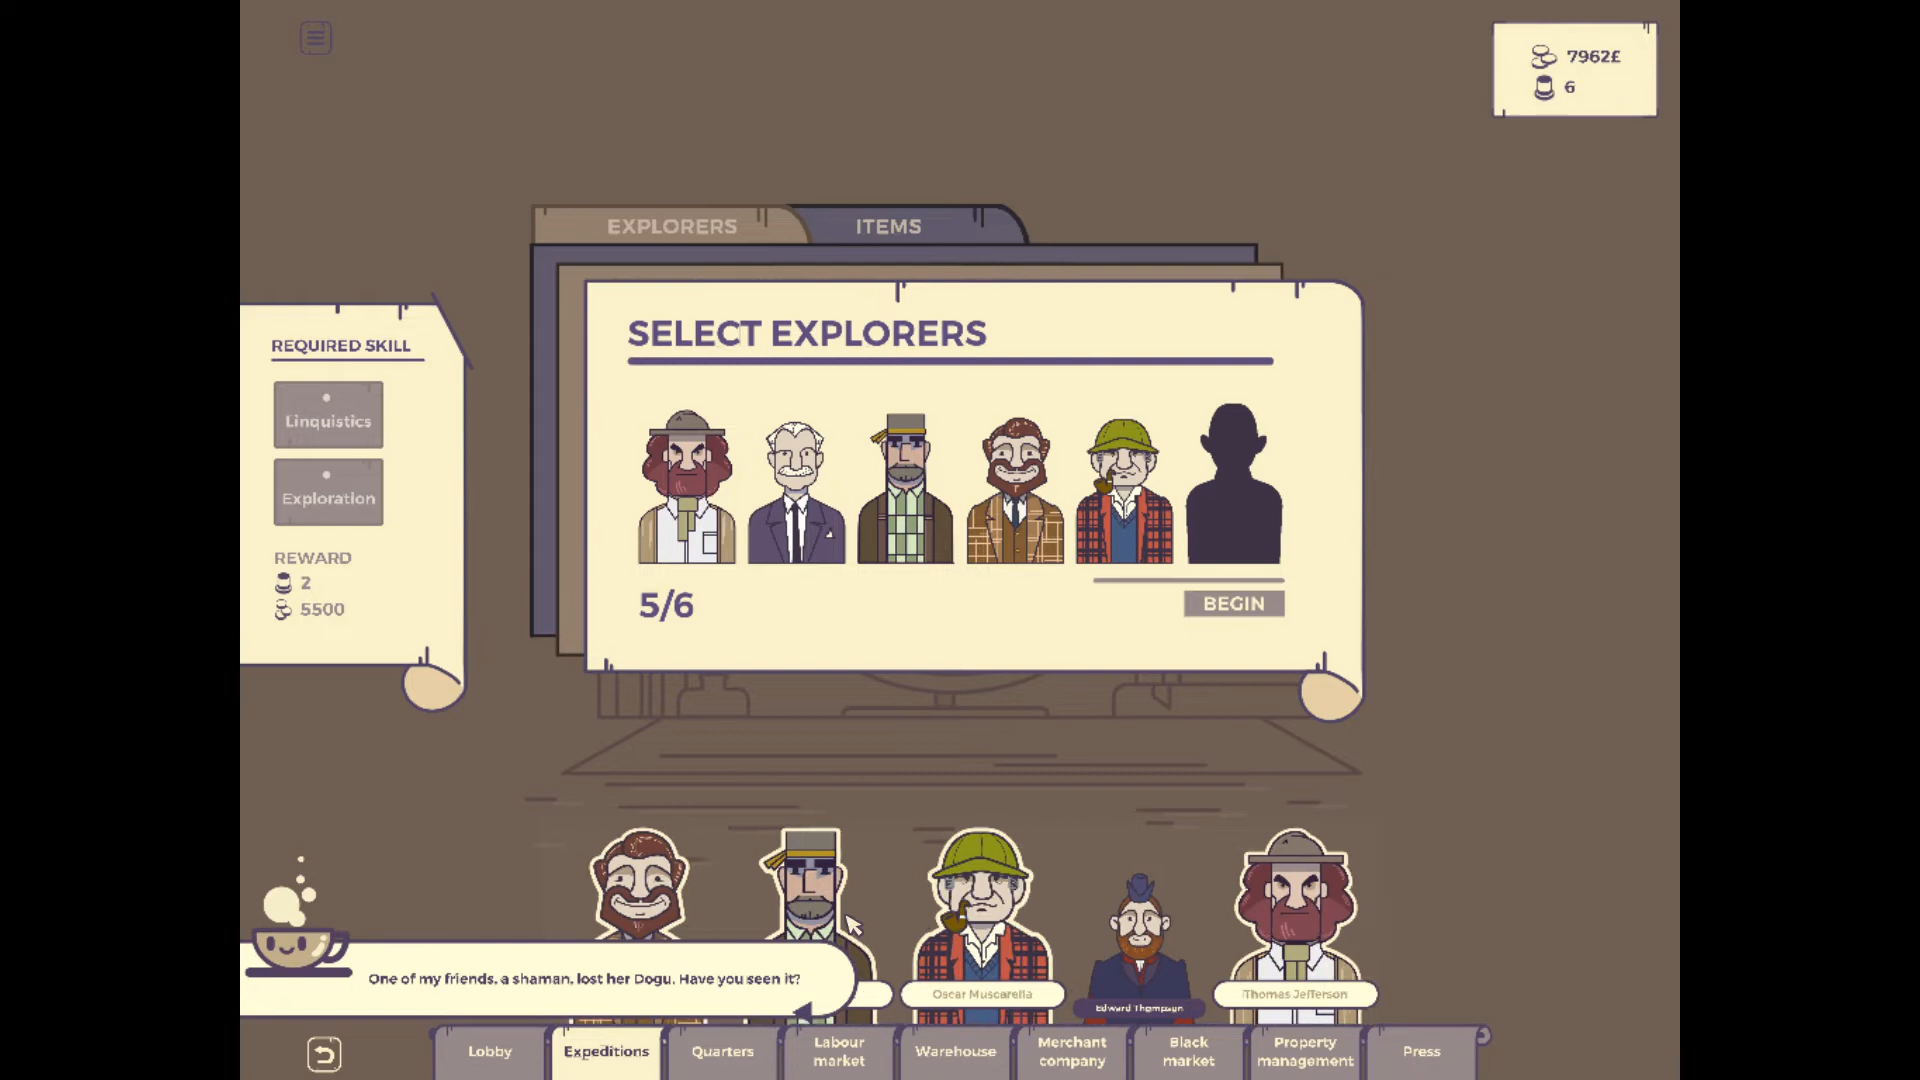 7962£
6
EXPLORERS
ITEMS
SELECT EXPLORERS
REQUIRED SKILL
Linquistics
Exploration
REWARD
2
5500
5/6
BEGIN
One of my friends, a shaman, lost her Dogu. Have you seen it?
Oscar Muscarella
Edward Thompson
Thomas Jefferson
Lobby
Expeditions
Quarters
Labour
market
Warehouse
Merchant
company
Black
market
Property
management
Press